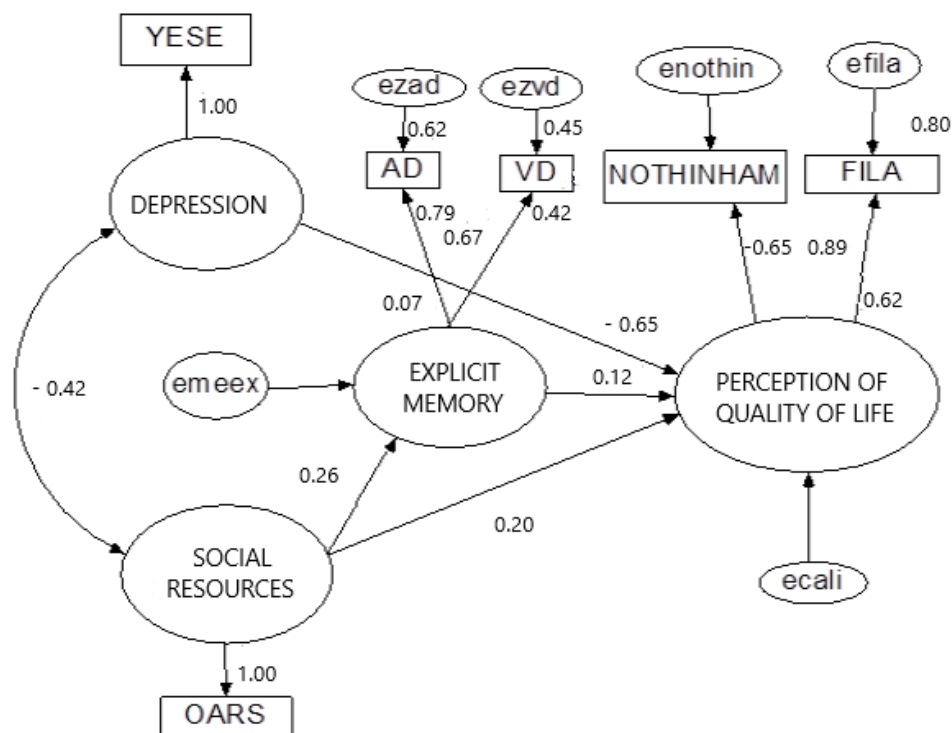 YESE
ezad
ezvd
enothin
efila
1.00
0.62
0.45
0.80
AD
VD
NOTHINHAM
FILA
DEPRESSION
0.79
0.67
0.42
-0.65
0.89
0.07
- 0.65
0.62
- 0.42
emeex
EXPLICIT
MEMORY
0.12
PERCEPTION OF
QUALITY OF LIFE
0.26
0.20
SOCIAL
RESOURCES
ecali
1.00
OARS